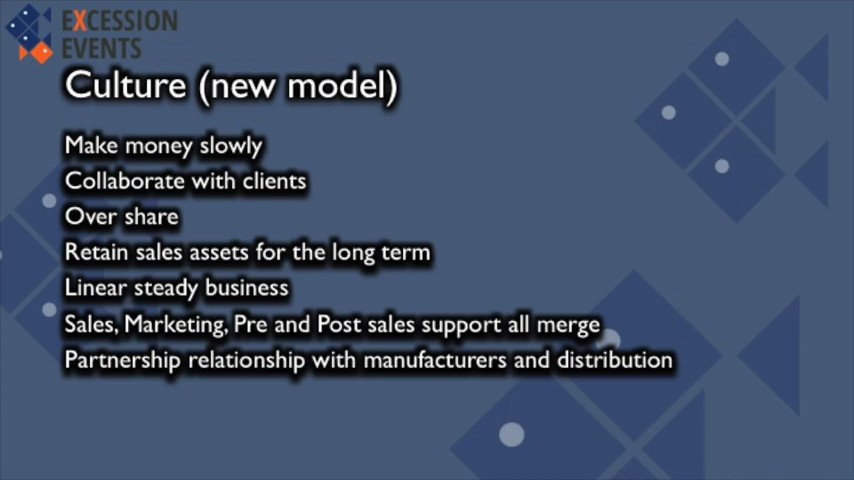 EXCESSION
EVENTS
Culture (new model)
Make money slowly
Collaborate with clients
Over share
Retain sales assets for the long term
Linear steady business
Sales, Marketing, Pre and Post sales support all merge
Partnership relationship with manufacturers and distribution